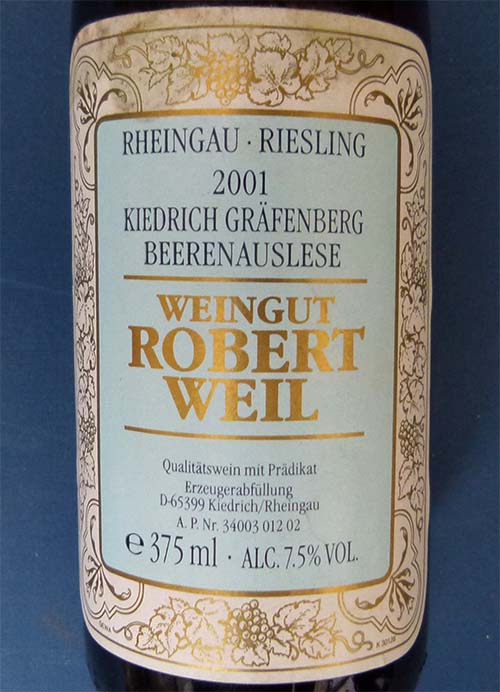 RHEINGAU · RIESLING
2001
KIEDRICH GRÄFENBERG
BEERENAUSLESE
WEINGUT
ROBERT
WEIL
Qualitätswein mit Prädikat
Erzeugerabfüllung
D-65399 Kiedrich/Rheingau
A. P. Nr. 34003 012 02
℮ 375 ml · ALC. 7.5% VOL.